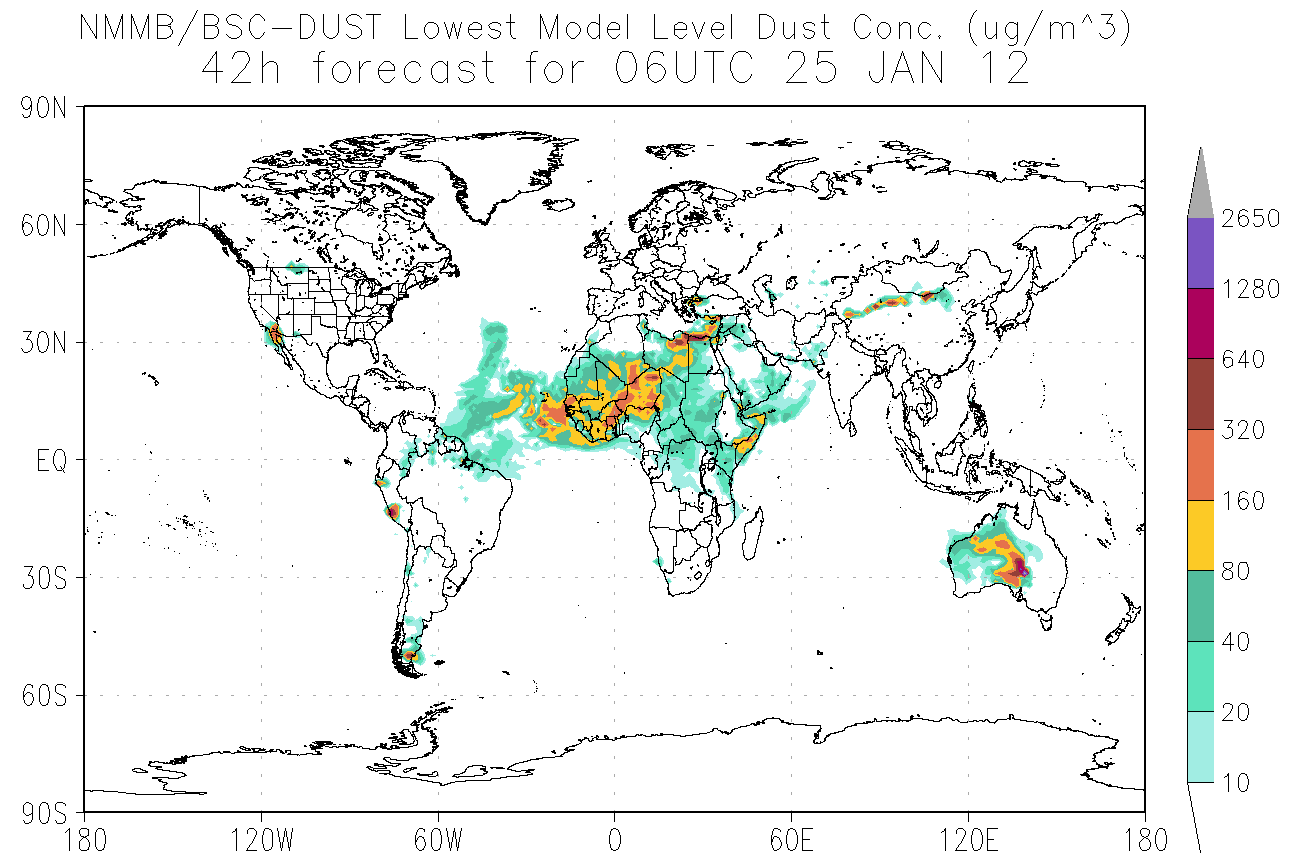 NMMB/BSC-DUST Lowest Model Level Dust Conc. (ug/m^3)
42h forecast for 06UTC 25 JAN 12
90N
60N
30N
EQ
30S
60S
90S
180 120W 60W 0 60E 120E 180
2650
1280
640
320
160
80
40
20
10